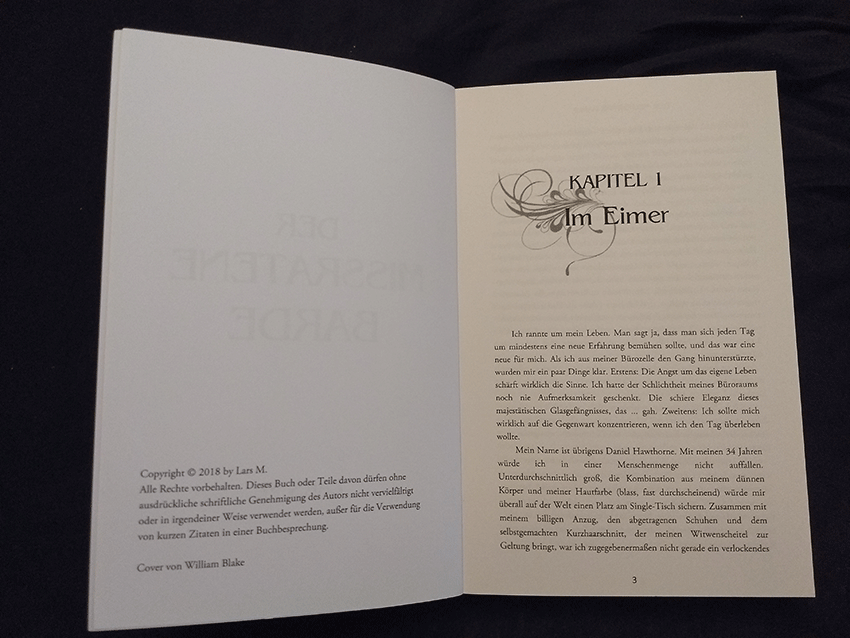 DER
MISSRATENE
BARDE
Copyright © 2018 by Lars M.
Alle Rechte vorbehalten. Dieses Buch oder Teile davon dürfen ohne
ausdrückliche schriftliche Genehmigung des Autors nicht vervielfältigt
oder in irgendeiner Weise verwendet werden, außer für die Verwendung
von kurzen Zitaten in einer Buchbesprechung.
Cover von William Blake
KAPITEL I
Im Eimer
Ich rannte um mein Leben. Man sagt ja, dass man sich jeden Tag
um mindestens eine neue Erfahrung bemühen sollte, und das war eine
neue für mich. Als ich aus meiner Bürozelle den Gang hinunterstürzte,
wurden mir ein paar Dinge klar. Erstens: Die Angst um das eigene Leben
schärft wirklich die Sinne. Ich hatte der Schlichtheit meines Büroraums
noch nie Aufmerksamkeit geschenkt. Die schiere Eleganz dieses
majestätischen Glasgefängnisses, das ... gah. Zweitens: Ich sollte mich
wirklich auf die Gegenwart konzentrieren, wenn ich den Tag überleben
wollte.
Mein Name ist übrigens Daniel Hawthorne. Mit meinen 34 Jahren
würde ich in einer Menschenmenge nicht auffallen.
Unterdurchschnittlich groß, die Kombination aus meinem dünnen
Körper und meiner Hautfarbe (blass, fast durchscheinend) würde mir
überall auf der Welt einen Platz am Single-Tisch sichern. Zusammen mit
meinem billigen Anzug, den abgetragenen Schuhen und dem
selbstgemachten Kurzhaarschnitt, der meinen Witwenscheitel zur
Geltung bringt, war ich zugegebenermaßen nicht gerade ein verlockendes
3